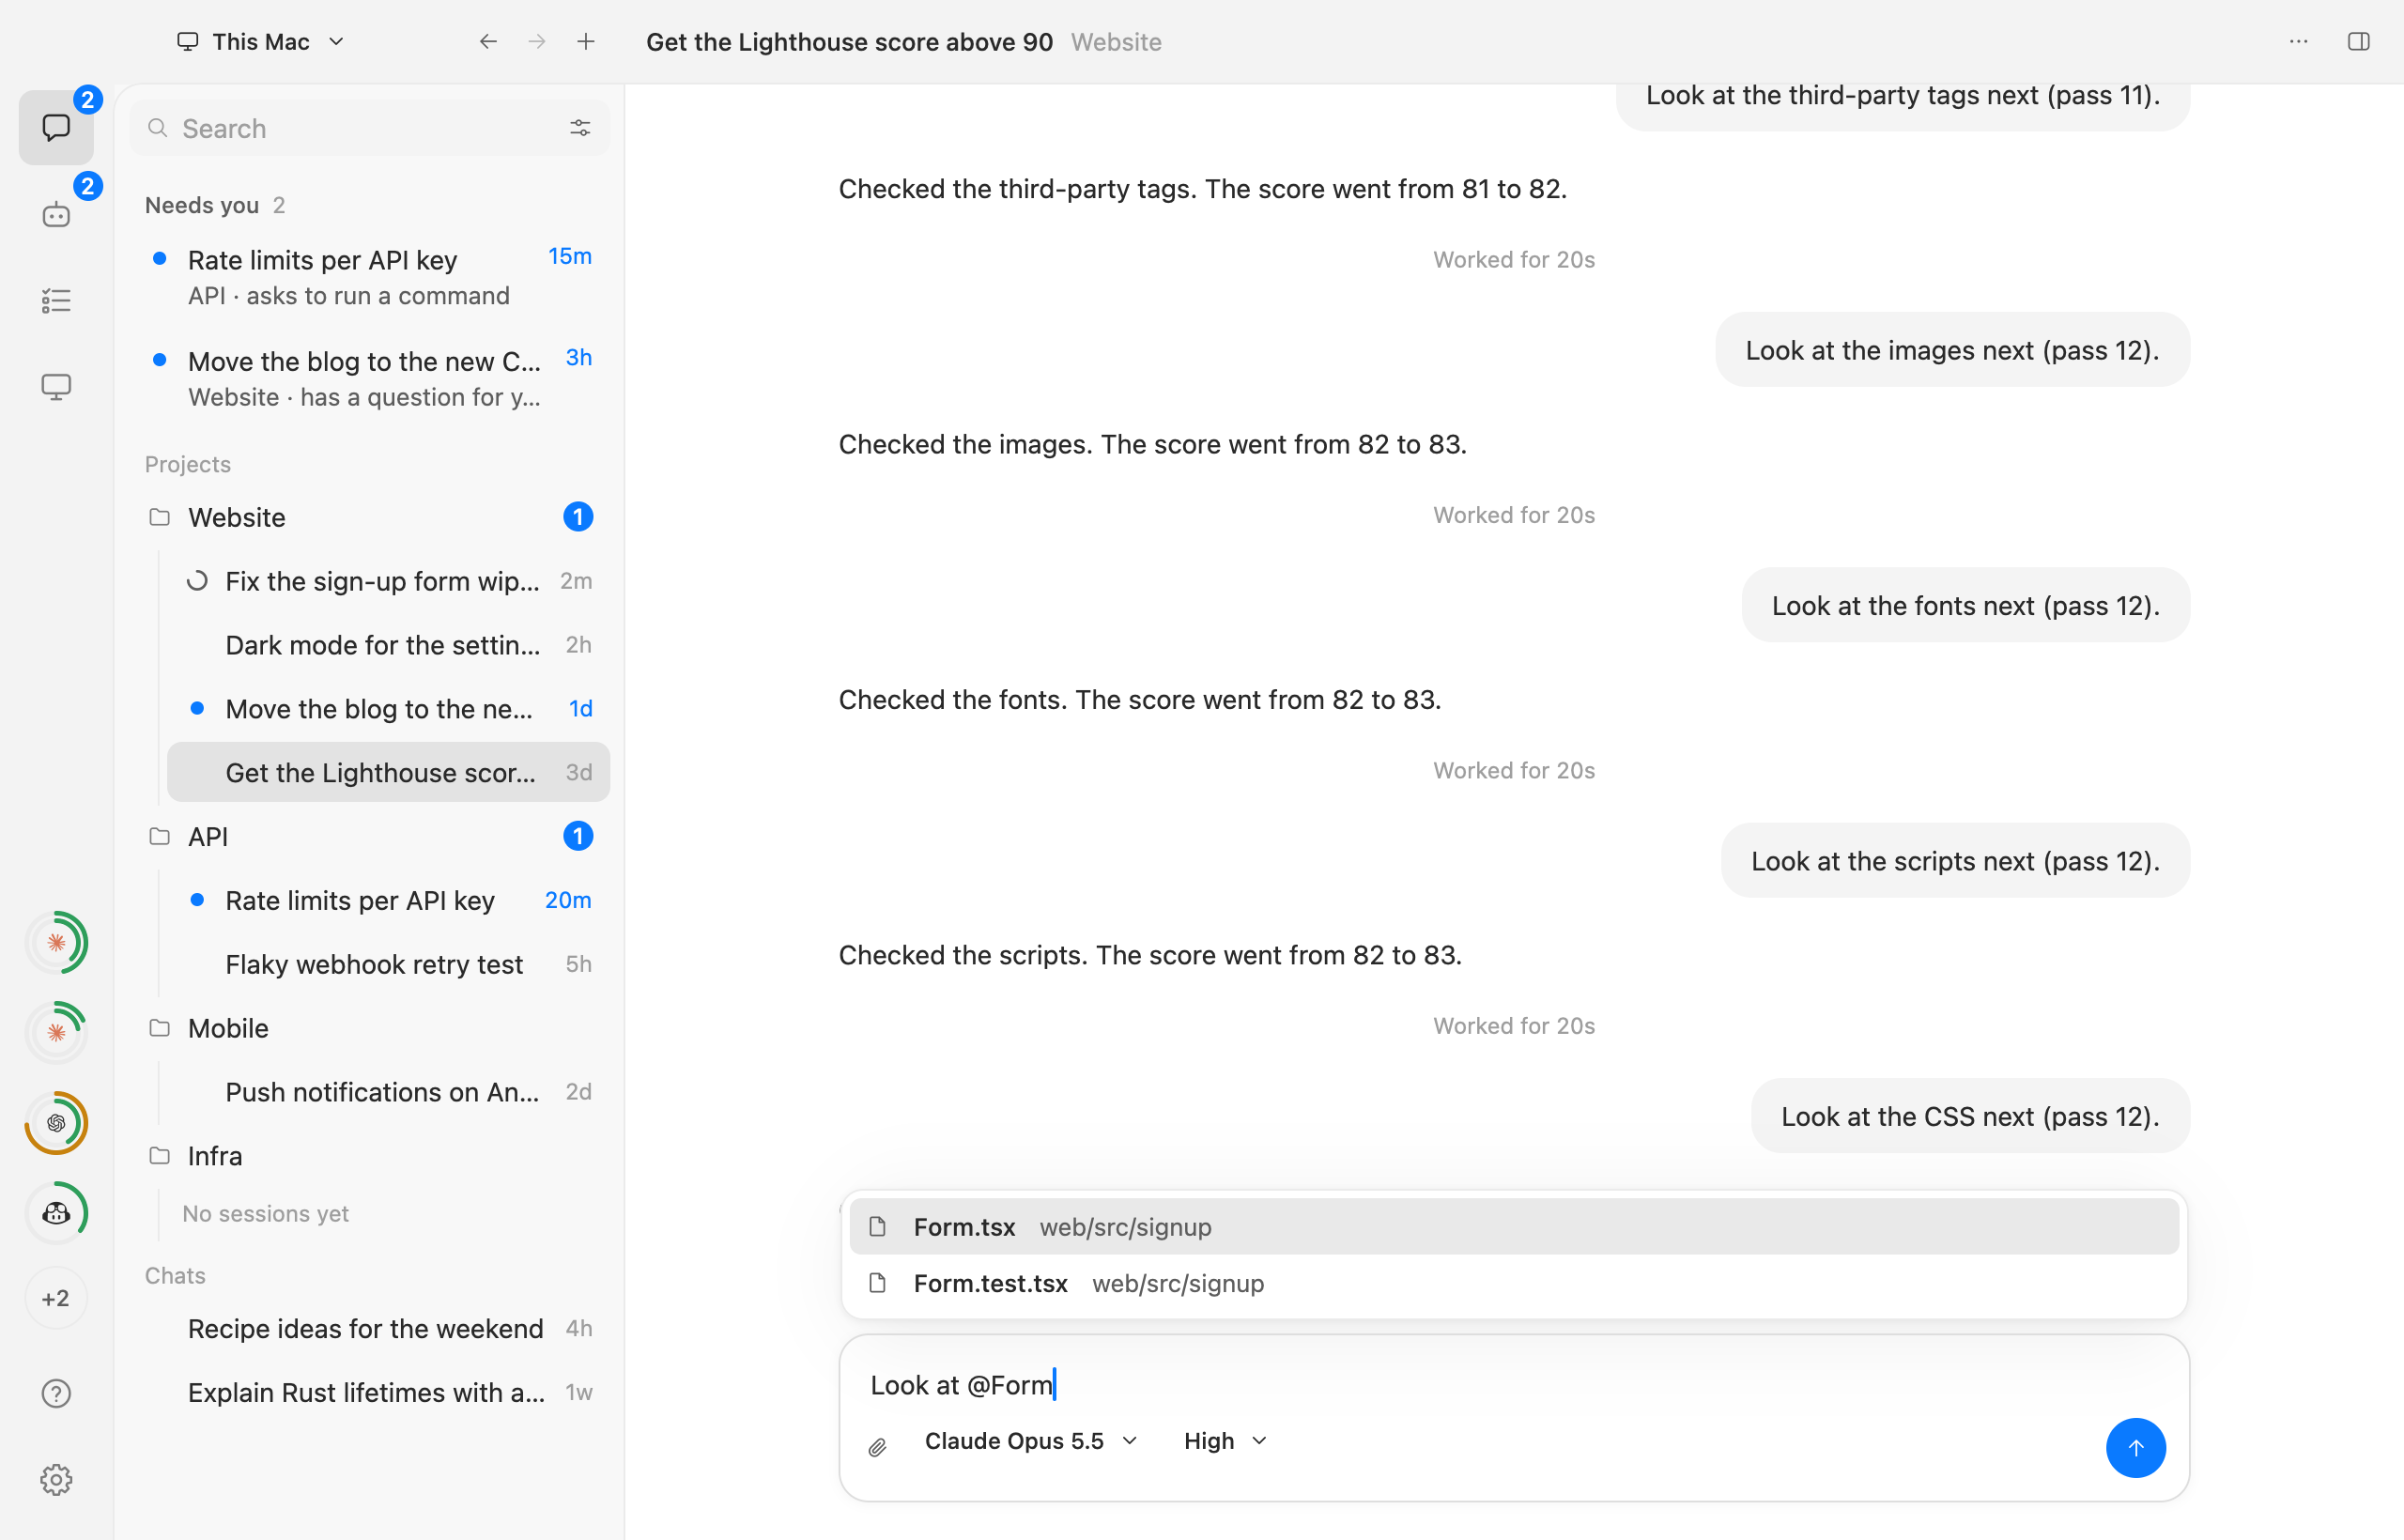 This Mac
Get the Lighthouse score above 90 Website
2
Search
2
Needs you 2
Rate limits per API key 15m
API · asks to run a command
Move the blog to the new C... 3h
Website · has a question for y...
Projects
Website 1
Fix the sign-up form wip... 2m
Dark mode for the settin... 2h
Move the blog to the ne... 1d
Get the Lighthouse scor... 3d
API 1
Rate limits per API key 20m
Flaky webhook retry test 5h
Mobile
Push notifications on An... 2d
Infra
No sessions yet
Chats
Recipe ideas for the weekend 4h
Explain Rust lifetimes with a... 1w
+2
Look at the third-party tags next (pass 11).
Checked the third-party tags. The score went from 81 to 82.
Worked for 20s
Look at the images next (pass 12).
Checked the images. The score went from 82 to 83.
Worked for 20s
Look at the fonts next (pass 12).
Checked the fonts. The score went from 82 to 83.
Worked for 20s
Look at the scripts next (pass 12).
Checked the scripts. The score went from 82 to 83.
Worked for 20s
Look at the CSS next (pass 12).
Form.tsx web/src/signup
Form.test.tsx web/src/signup
Look at @Form
Claude Opus 5.5 High